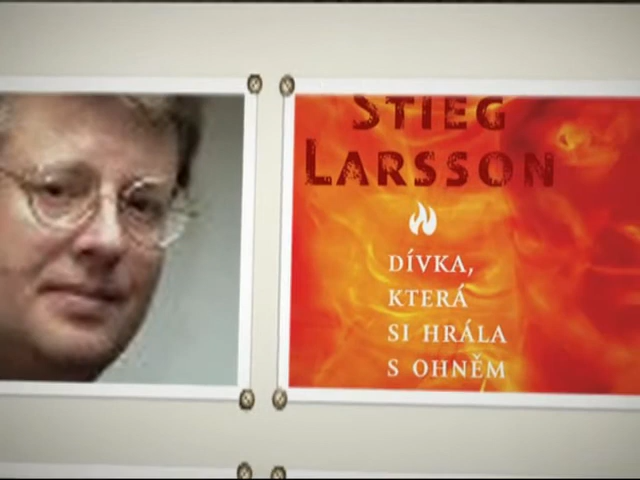 STIEG
LARSSON
DÍVKA,
KTERÁ
SI HRÁLA
S OHNĚM